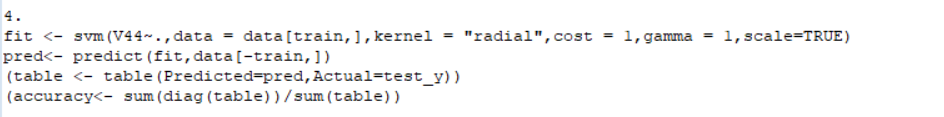 4.
fit <- svm(V44~.,data = data[train,],kernel = "radial",cost = 1,gamma = 1,scale=TRUE)
pred<- predict(fit,data[-train,])
(table <- table(Predicted=pred,Actual=test_y))
(accuracy<- sum(diag(table))/sum(table))